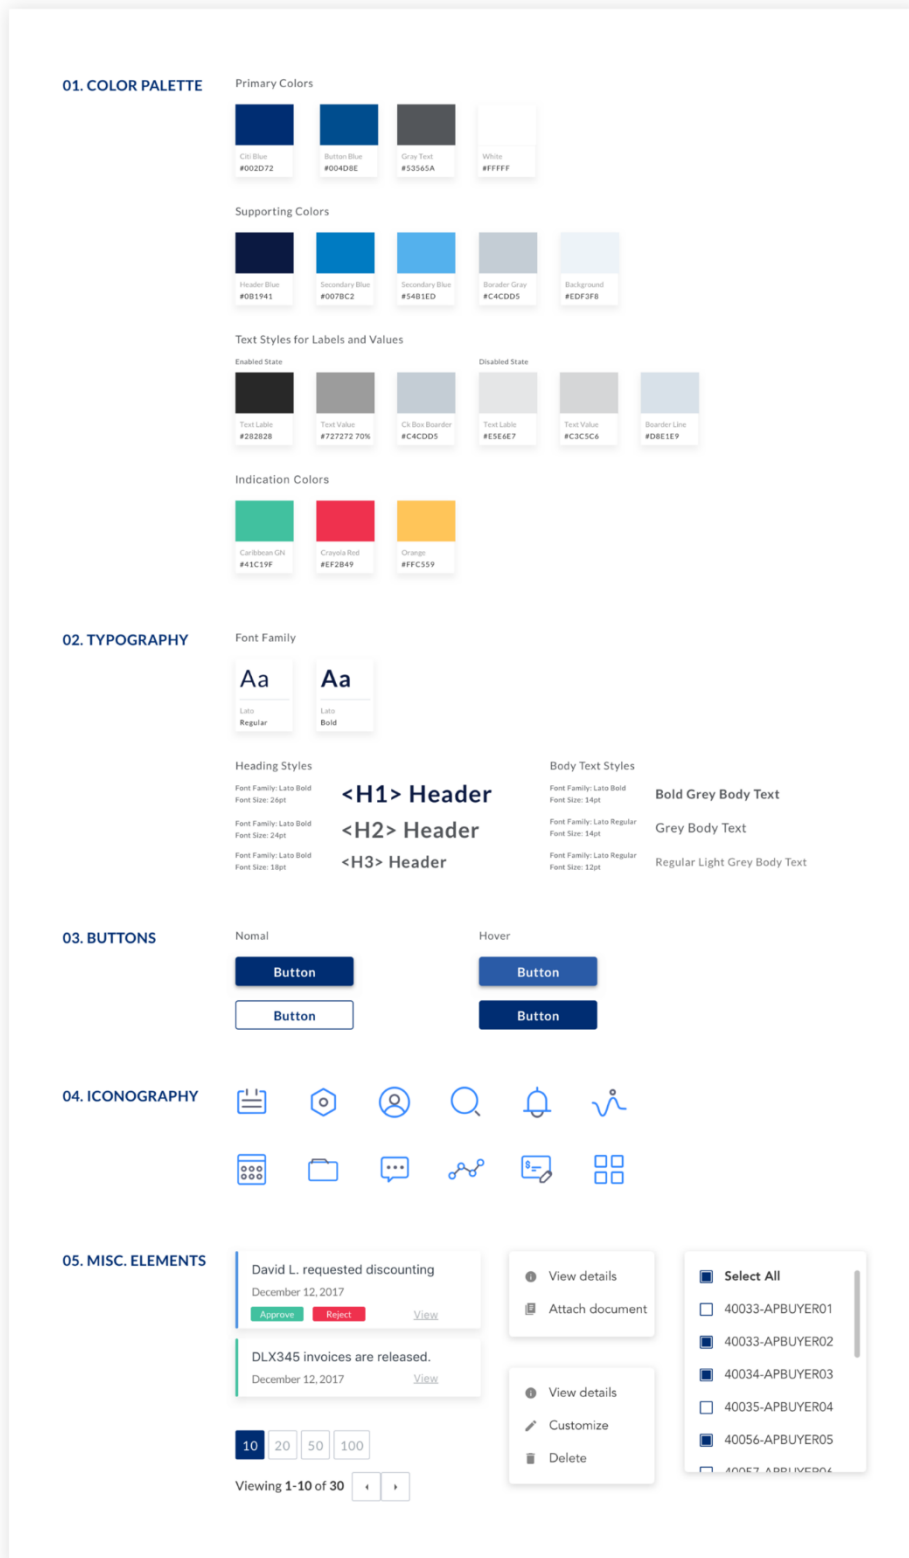 01. COLOR PALETTE
Primary Colors
Citi Blue
#002D72
Button Blue
#004D8E
Gray Text
#53565A
White
#FFFFF
Supporting Colors
Header Blue
#0B1941
Secondary Blue
#007BC2
Secondary Blue
#54B1ED
Borader Gray
#C4CDD5
Background
#EDF3F8
Text Styles for Labels and Values
Enabled State
Disabled State
Text Lable
#282828
Text Value
#727272 70%
Ck Box Boarder
#C4CDD5
Text Lable
#E5E6E7
Text Value
#C3C5C6
Boarder Line
#D8E1E9
Indication Colors
Caribbean GN
#41C19F
Crayola Red
#EF2B49
Orange
#FFC559
02. TYPOGRAPHY
Font Family
Aa
Lato
Regular
Aa
Lato
Bold
Heading Styles
Font Family: Lato Bold
Font Size: 26pt
<H1> Header
Font Family: Lato Bold
Font Size: 24pt
<H2> Header
Font Family: Lato Bold
Font Size: 18pt
<H3> Header
Body Text Styles
Font Family: Lato Bold
Font Size: 14pt
Bold Grey Body Text
Font Family: Lato Regular
Font Size: 14pt
Grey Body Text
Font Family: Lato Regular
Font Size: 12pt
Regular Light Grey Body Text
03. BUTTONS
Nomal
Hover
Button
Button
Button
Button
04. ICONOGRAPHY
05. MISC. ELEMENTS
David L. requested discounting
December 12, 2017
Approve
Reject
View
DLX345 invoices are released.
December 12, 2017
View
10
20
50
100
Viewing 1-10 of 30
View details
Attach document
View details
Customize
Delete
Select All
40033-APBUYER01
40033-APBUYER02
40034-APBUYER03
40035-APBUYER04
40056-APBUYER05
40057-APBUYER06